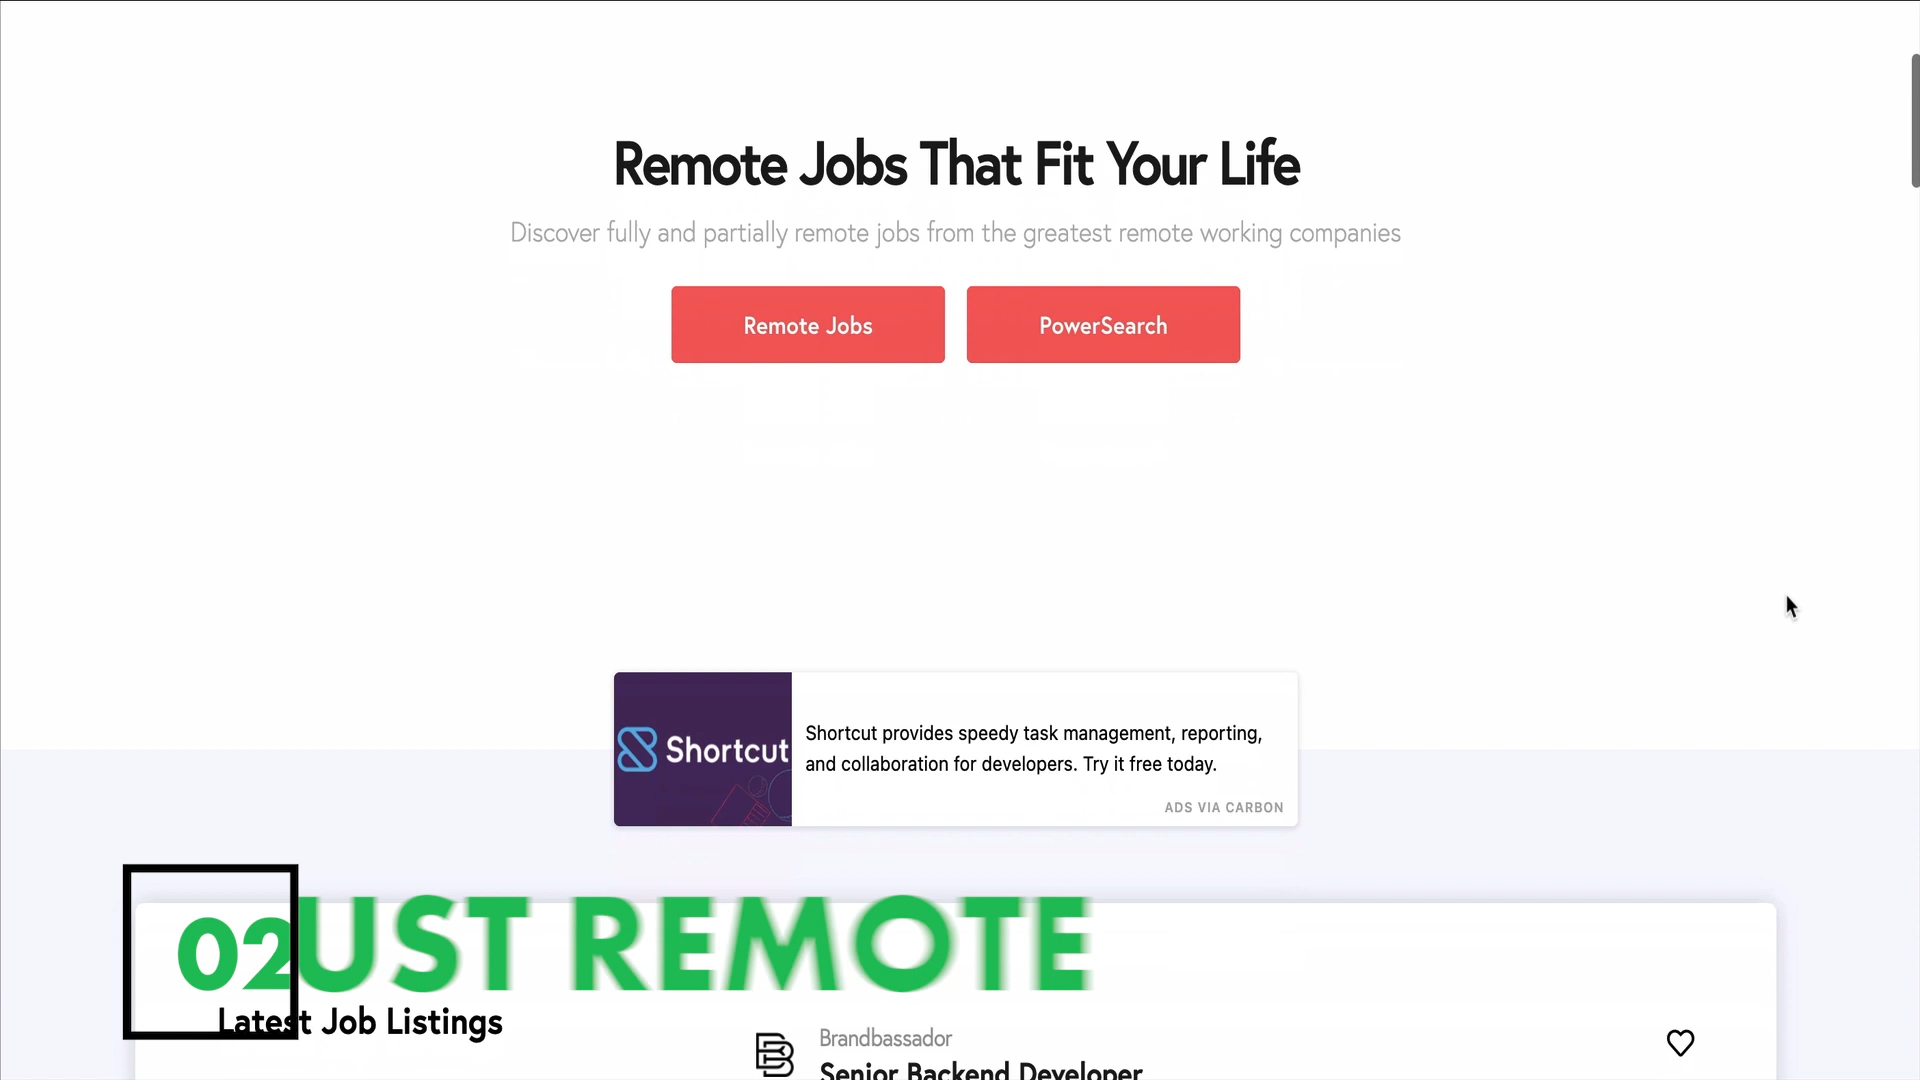 Remote Jobs That Fit Your Life
Discover fully and partially remote jobs from the greatest remote working companies
Remote Jobs
PowerSearch
Shortcut
Shortcut provides speedy task management, reporting,
and collaboration for developers. Try it free today.
ADS VIA CARBON
02
UST REMOTE
Latest Job Listings
Brandbassador
Senior Backend Developer